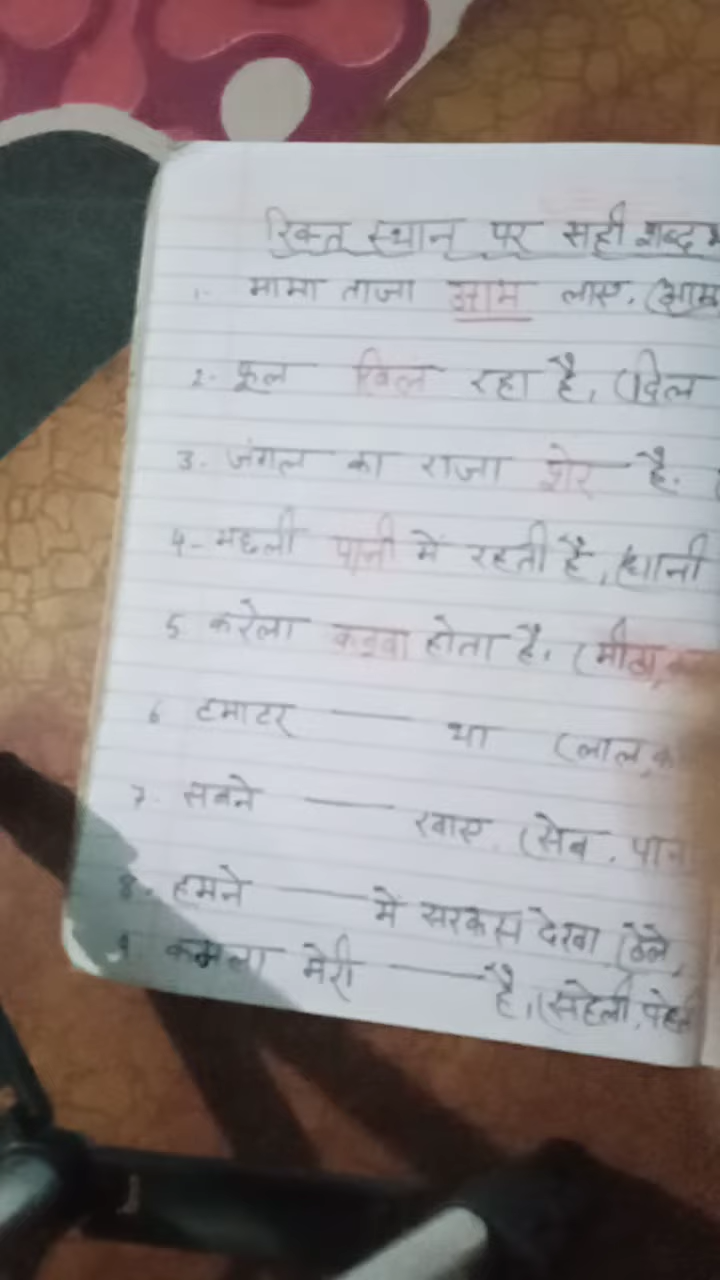 रिक्त स्थान पर सही शब्द
1. मामा ताजा आम लाए. (आम
2. फूल खिल रहा है, (दिल
3. जंगल का राजा शेर है.
4- मछली पानी में रहती है, (धानी
5. करेला कड़वा होता है. (मीठा,
6 टमाटर — था (लाल,
7. सबने — खाए. (सेब, पान
8. हमने — में सरकस देखा (ठेले,
9 कमला मेरी — है, (सहेली,